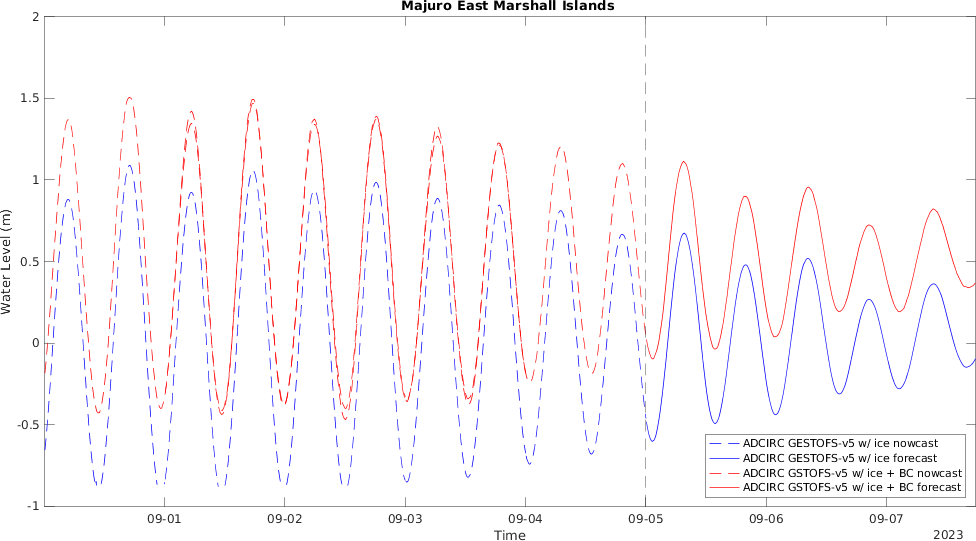 Majuro East Marshall Islands
2
1.5
1
0.5
0
-0.5
-1
Water Level (m)
09-01 09-02 09-03 09-04 09-05 09-06 09-07
Time
2023
ADCIRC GESTOFS-v5 w/ ice nowcast
ADCIRC GESTOFS-v5 w/ ice forecast
ADCIRC GSTOFS-v5 w/ ice + BC nowcast
ADCIRC GSTOFS-v5 w/ ice + BC forecast